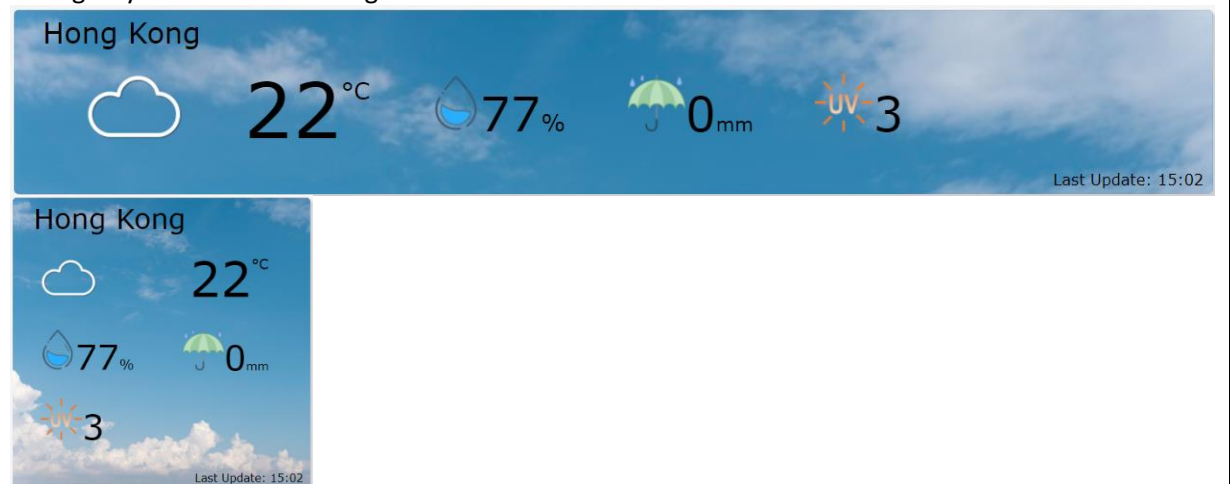 Hong Kong
22°C 77% 0mm UV 3
Last Update: 15:02
Hong Kong
22°C
77% 0mm
UV 3
Last Update: 15:02